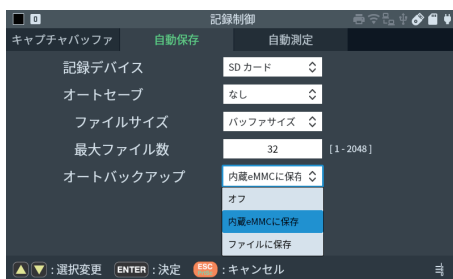 0 記録制御
キャプチャバッファ 自動保存 自動測定
記録デバイス SD カード
オートセーブ なし
ファイルサイズ バッファサイズ
最大ファイル数 32 [1-2048]
オートバックアップ 内蔵eMMCに保存
オフ
内蔵eMMCに保存
ファイルに保存
:選択変更 ENTER :決定 ESC :キャンセル